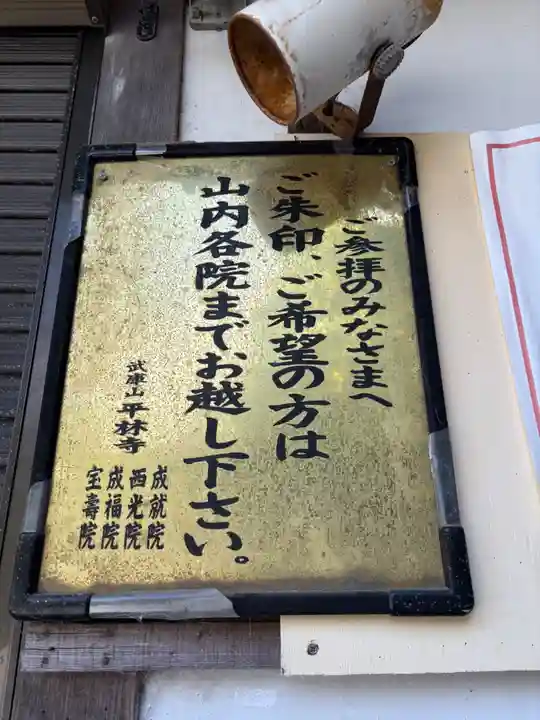 ご参拝のみなさまへ
ご朱印、ご希望の方は
山内各院までお越し下さい。
武庫山 平林寺
成就院
西光院
成福院
宝壽院